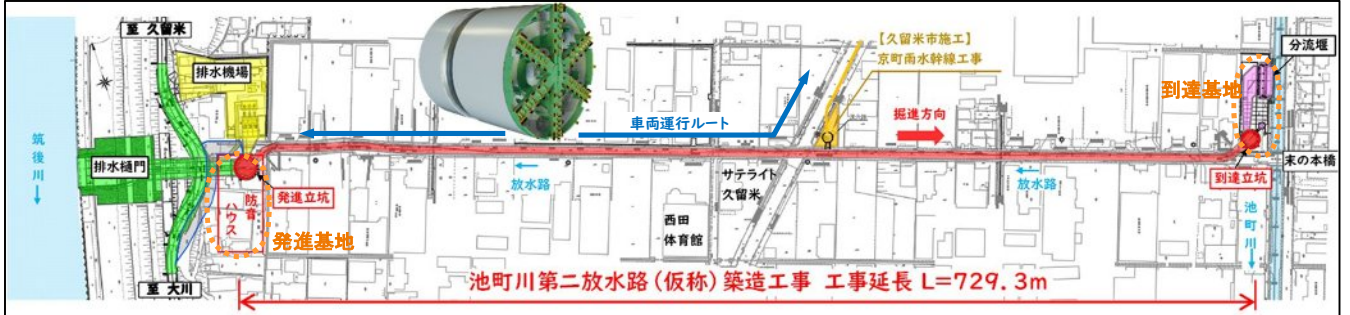 至 久留米
排水機場
筑後川
排水樋門
発進立坑
防音
ハウス
発進基地
至 大川
車両運行ルート
放水路
サテライト
久留米
西田
体育館
【久留米市施工】
京町雨水幹線工事
掘進方向
放水路
分流堰
到達基地
末の本橋
到達立坑
池町川
池町川第二放水路(仮称)築造工事 工事延長 L=729.3m